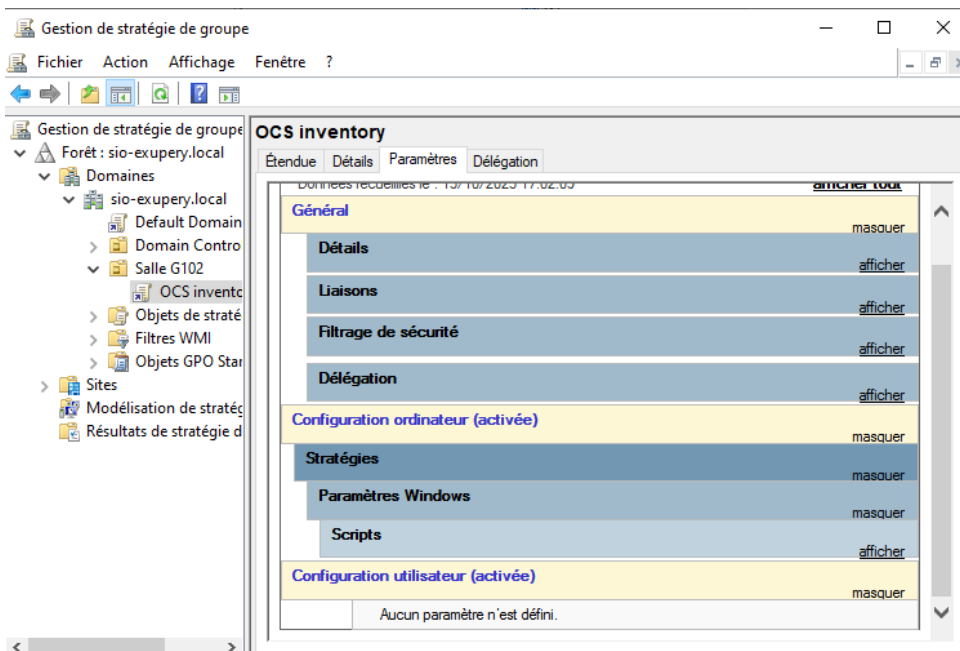 Gestion de stratégie de groupe
Fichier Action Affichage Fenêtre ?
Gestion de stratégie de groupe
Forêt : sio-exupery.local
Domaines
sio-exupery.local
Default Domain
Domain Contro
Salle G102
OCS invento
Objets de straté
Filtres WMI
Objets GPO Star
Sites
Modélisation de stratég
Résultats de stratégie d
OCS inventory
Étendue Détails Paramètres Délégation
Données recueillies le : afficher tout
Général
masquer
Détails
afficher
Liaisons
afficher
Filtrage de sécurité
afficher
Délégation
afficher
Configuration ordinateur (activée)
masquer
Stratégies
masquer
Paramètres Windows
masquer
Scripts
afficher
Configuration utilisateur (activée)
masquer
Aucun paramètre n'est défini.